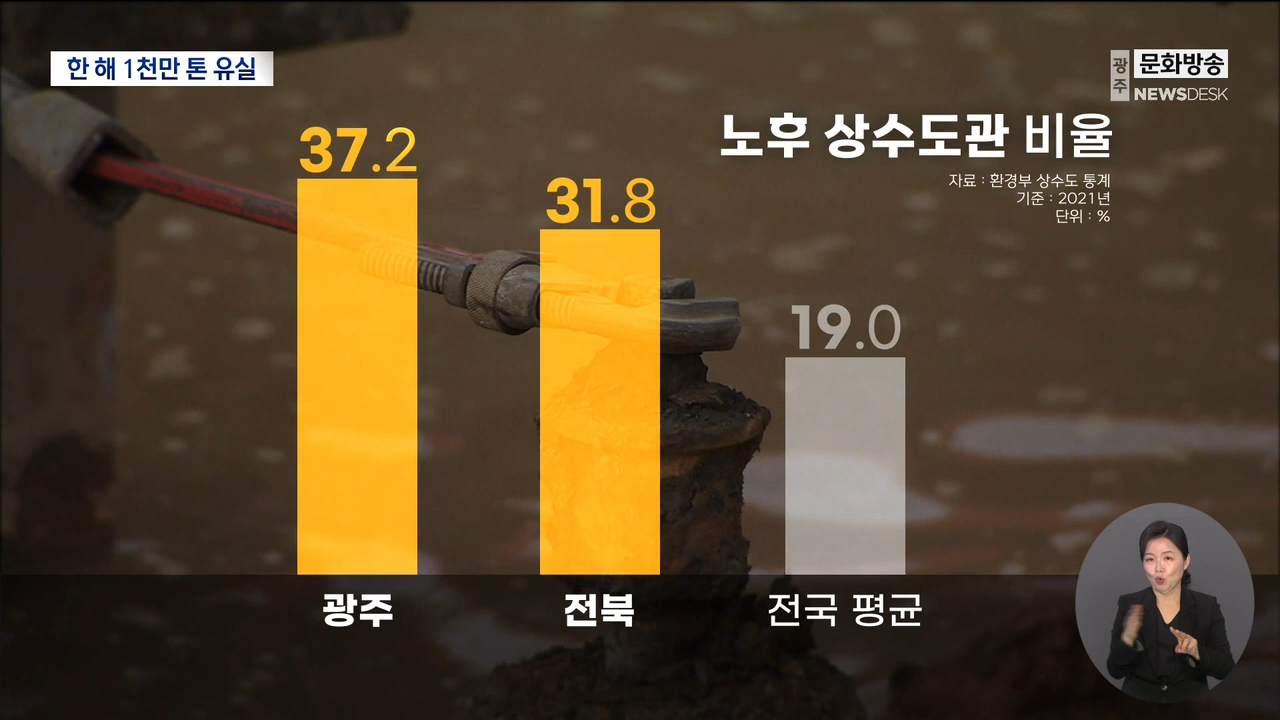 한 해 1천만 톤 유실
광주
문화방송
NEWSDESK
노후 상수도관 비율
자료 : 환경부 상수도 통계
기준 : 2021년
단위 : %
37.2
31.8
19.0
광주
전북
전국 평균